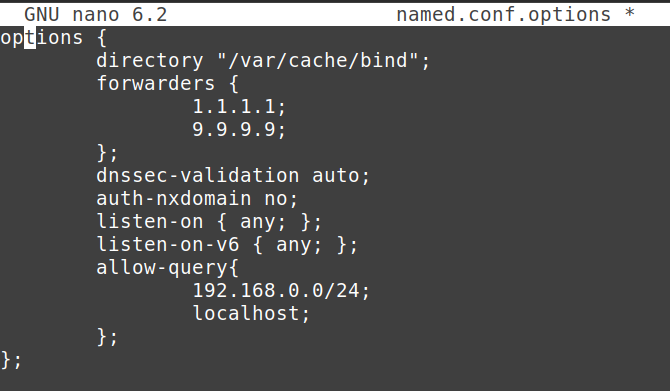 GNU nano 6.2 named.conf.options *
options {
directory "/var/cache/bind";
forwarders {
1.1.1.1;
9.9.9.9;
};
dnssec-validation auto;
auth-nxdomain no;
listen-on { any; };
listen-on-v6 { any; };
allow-query{
192.168.0.0/24;
localhost;
};
};